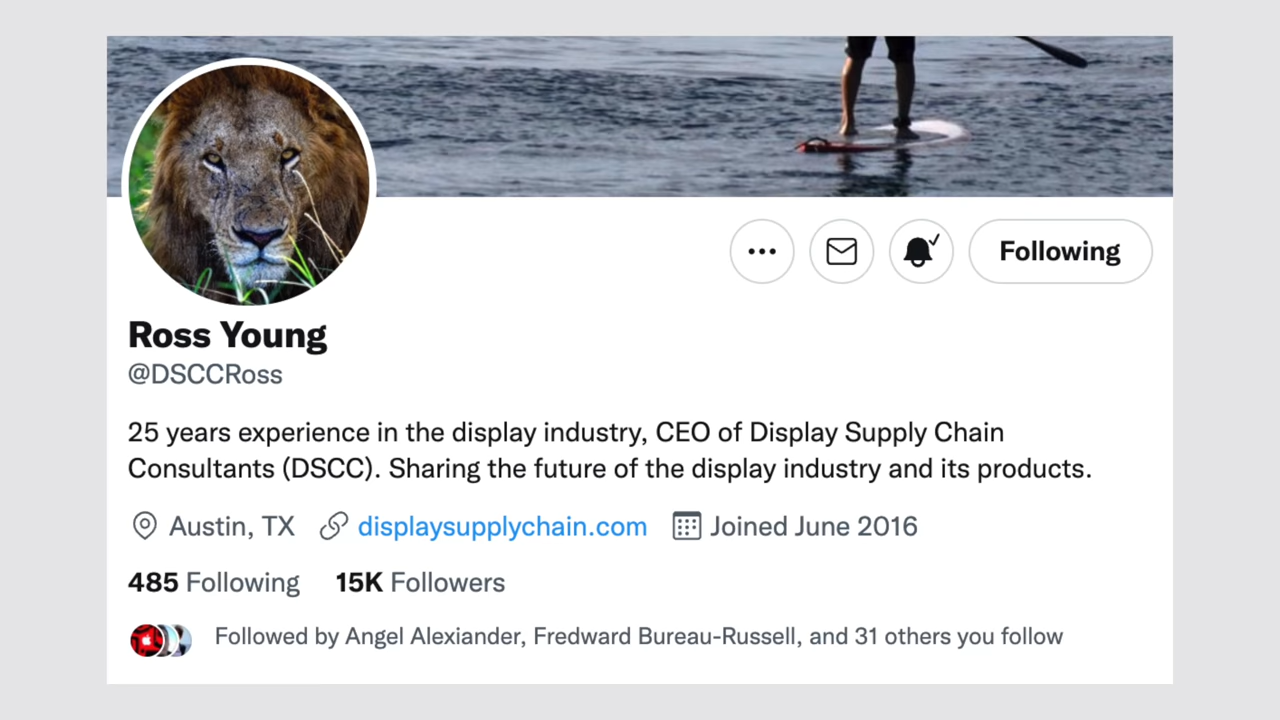 Following
Ross Young
@DSCCRoss
25 years experience in the display industry, CEO of Display Supply Chain
Consultants (DSCC). Sharing the future of the display industry and its products.
Austin, TX displaysupplychain.com Joined June 2016
485 Following 15K Followers
Followed by Angel Alexiander, Fredward Bureau-Russell, and 31 others you follow